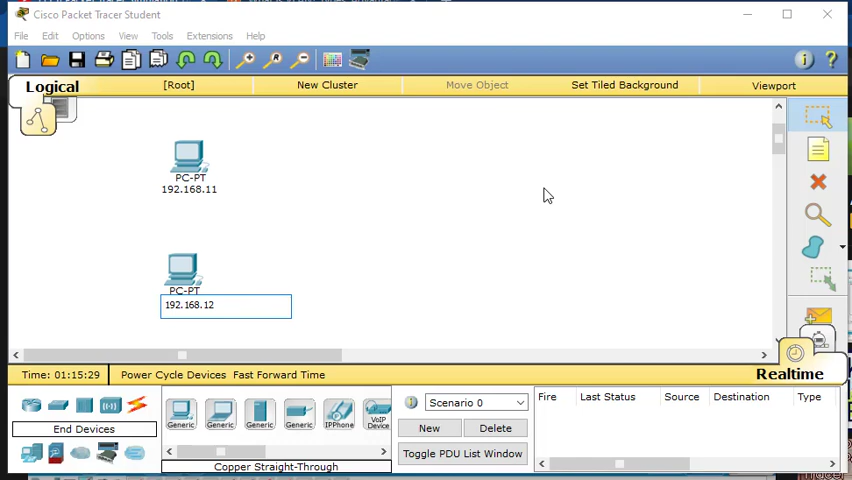 Cisco Packet Tracer Student
File Edit Options View Tools Extensions Help
Logical [Root] New Cluster Move Object Set Tiled Background Viewport
PC-PT
192.168.11
PC-PT
192.168.12
Time: 01:15:29 Power Cycle Devices Fast Forward Time Realtime
Scenario 0 Fire Last Status Source Destination Type
Generic Generic Generic Generic IPPhone VoIP Device
End Devices New Delete
Toggle PDU List Window
Copper Straight-Through